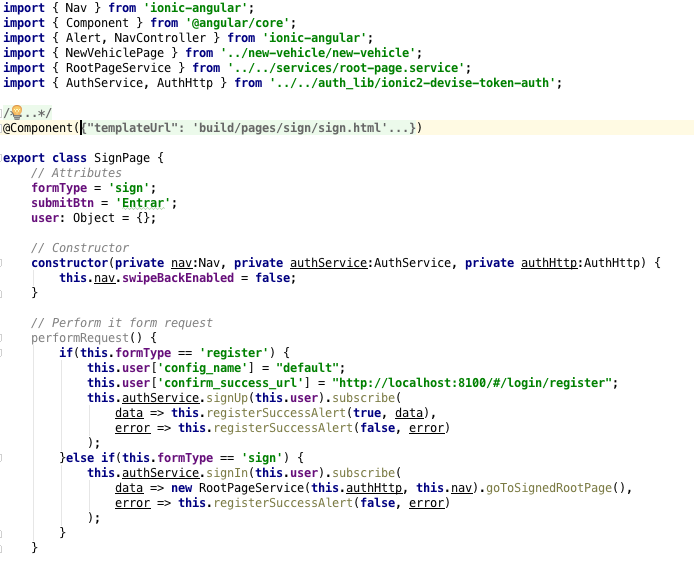 import { Nav } from 'ionic-angular';
import { Component } from '@angular/core';
import { Alert, NavController } from 'ionic-angular';
import { NewVehiclePage } from '../new-vehicle/new-vehicle';
import { RootPageService } from '../../services/root-page.service';
import { AuthService, AuthHttp } from '../../auth_lib/ionic2-devise-token-auth';
/*...*/
@Component({"templateUrl": 'build/pages/sign/sign.html'...})
export class SignPage {
// Attributes
formType = 'sign';
submitBtn = 'Entrar';
user: Object = {};
// Constructor
constructor(private nav:Nav, private authService:AuthService, private authHttp:AuthHttp) {
this.nav.swipeBackEnabled = false;
}
// Perform it form request
performRequest() {
if(this.formType == 'register') {
this.user['config_name'] = "default";
this.user['confirm_success_url'] = "http://localhost:8100/#/login/register";
this.authService.signUp(this.user).subscribe(
data => this.registerSuccessAlert(true, data),
error => this.registerSuccessAlert(false, error)
);
}else if(this.formType == 'sign') {
this.authService.signIn(this.user).subscribe(
data => new RootPageService(this.authHttp, this.nav).goToSignedRootPage(),
error => this.registerSuccessAlert(false, error)
);
}
}